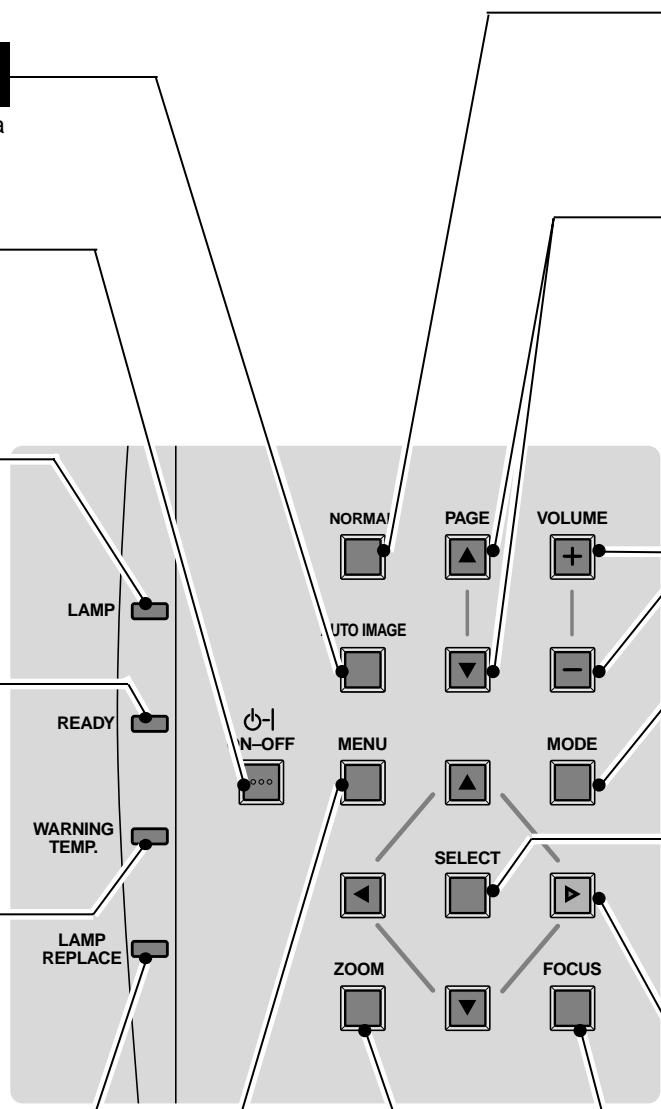 a
NORMAL
PAGE
VOLUME
LAMP
AUTO IMAGE
READY
ON–OFF
MENU
MODE
WARNING
TEMP.
SELECT
LAMP
REPLACE
ZOOM
FOCUS